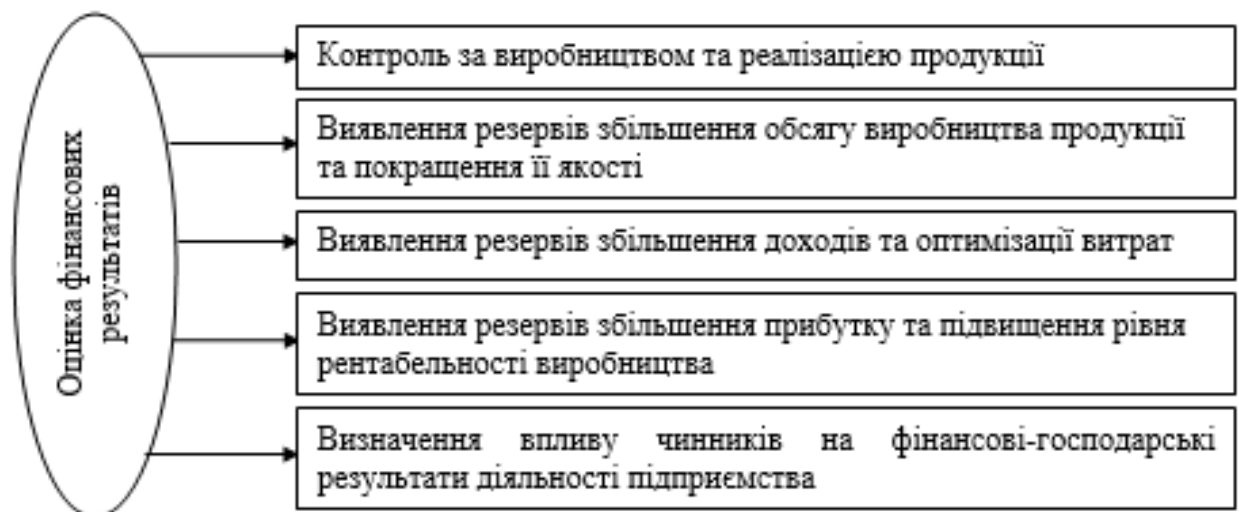 Оцінка фінансових
результатів
Контроль за виробництвом та реалізацією продукції
Виявлення резервів збільшення обсягу виробництва продукції
та покращення її якості
Виявлення резервів збільшення доходів та оптимізації витрат
Виявлення резервів збільшення прибутку та підвищення рівня
рентабельності виробництва
Визначення впливу чинників на фінансові-господарські
результати діяльності підприємства